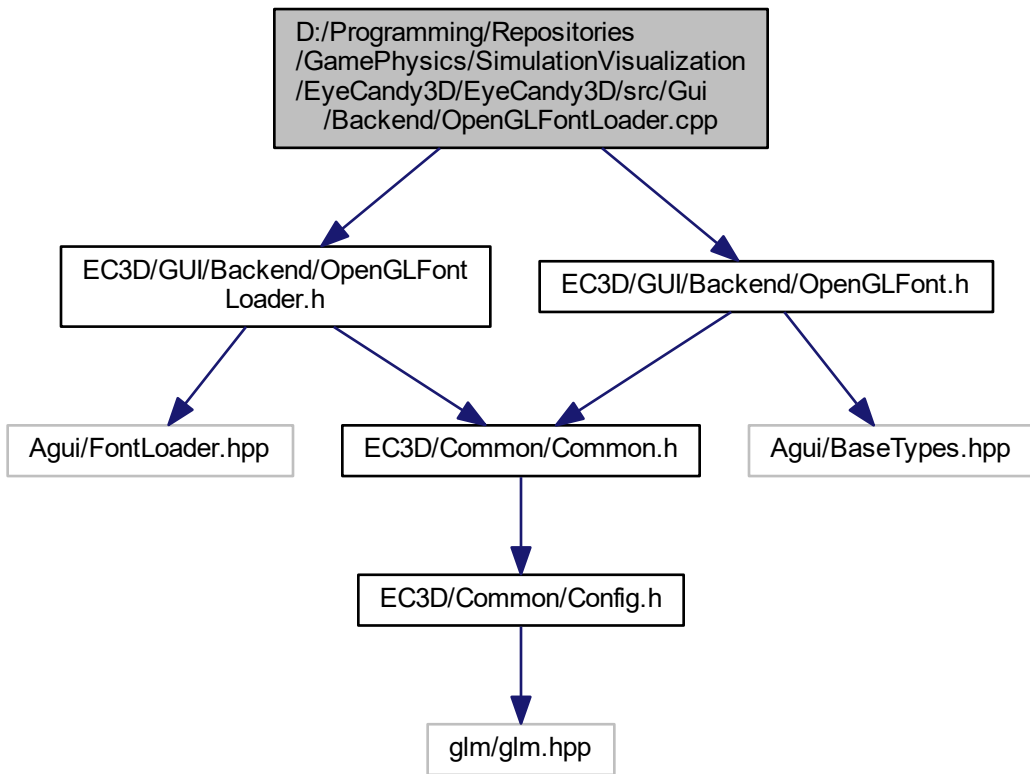 D:/Programming/Repositories
/GamePhysics/SimulationVisualization
/EyeCandy3D/EyeCandy3D/src/Gui
/Backend/OpenGLFontLoader.cpp
EC3D/GUI/Backend/OpenGLFont
Loader.h
EC3D/GUI/Backend/OpenGLFont.h
Agui/FontLoader.hpp
EC3D/Common/Common.h
Agui/BaseTypes.hpp
EC3D/Common/Config.h
glm/glm.hpp